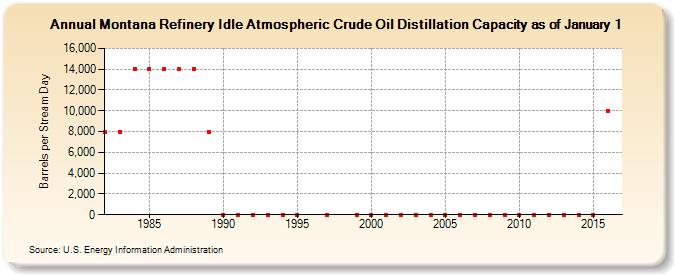 Annual Montana Refinery Idle Atmospheric Crude Oil Distillation Capacity as of January 1
Barrels per Stream Day
16,000
14,000
12,000
10,000
8,000
6,000
4,000
2,000
0
1985 1990 1995 2000 2005 2010 2015
Source: U.S. Energy Information Administration